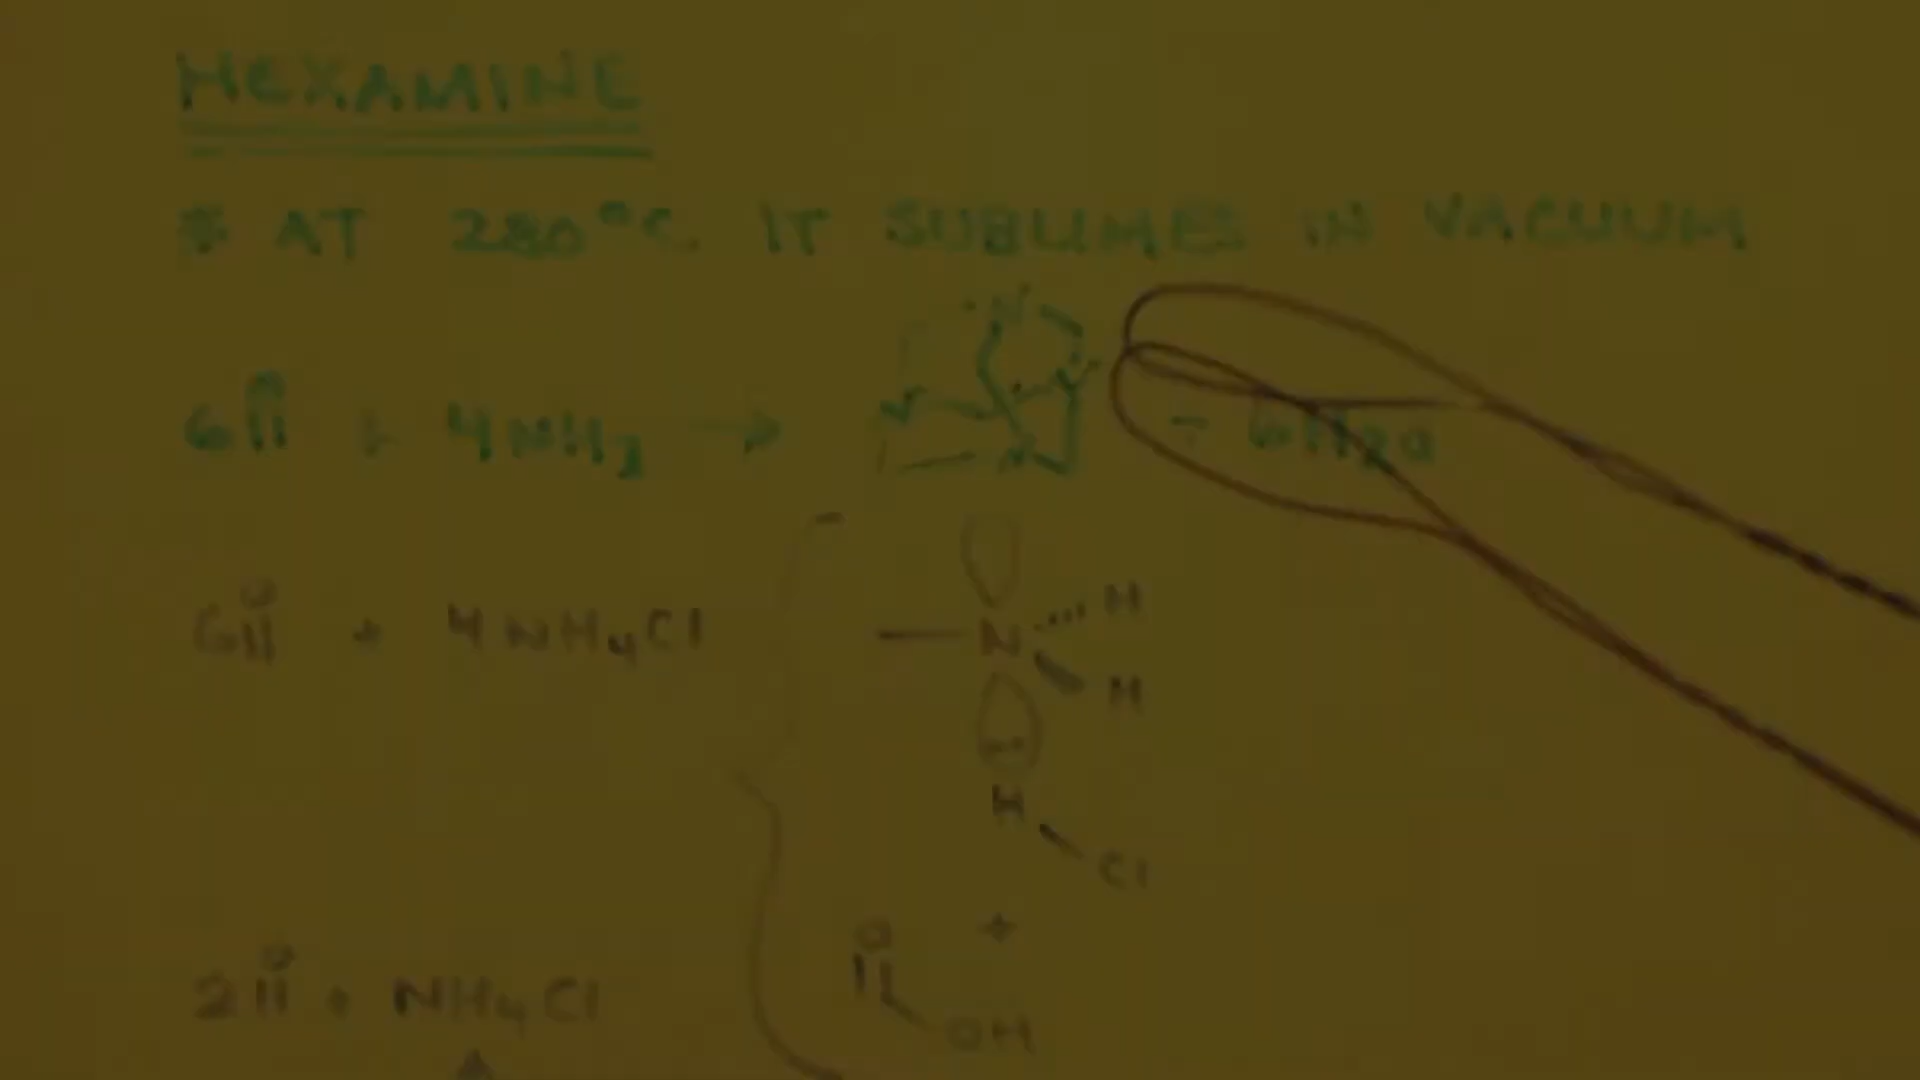 HEXAMINE
* AT 280°C IT SUBLIMES IN VACUUM
6 O + 4NH3 → N N N N + 6H2O
6 O + 4NH4Cl
N H H
H Cl
+
2 O + NH4Cl
O OH